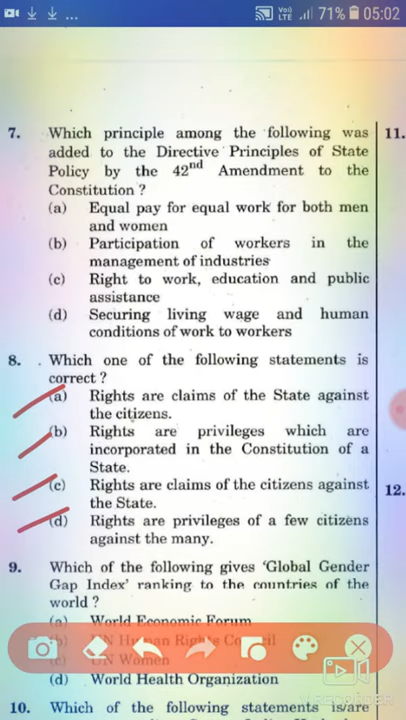 71% 05:02
7. Which principle among the following was
added to the Directive Principles of State
Policy by the 42nd Amendment to the
Constitution ?
(a) Equal pay for equal work for both men
and women
(b) Participation of workers in the
management of industries
(c) Right to work, education and public
assistance
(d) Securing living wage and human
conditions of work to workers
8. Which one of the following statements is
correct ?
(a) Rights are claims of the State against
the citizens.
(b) Rights are privileges which are
incorporated in the Constitution of a
State.
(c) Rights are claims of the citizens against
the State.
(d) Rights are privileges of a few citizens
against the many.
9. Which of the following gives 'Global Gender
Gap Index' ranking to the countries of the
world ?
(a) World Economic Forum
(b) UN Human Rights Council
(c) UN Women
(d) World Health Organization
10. Which of the following statements is/are
11.
12.